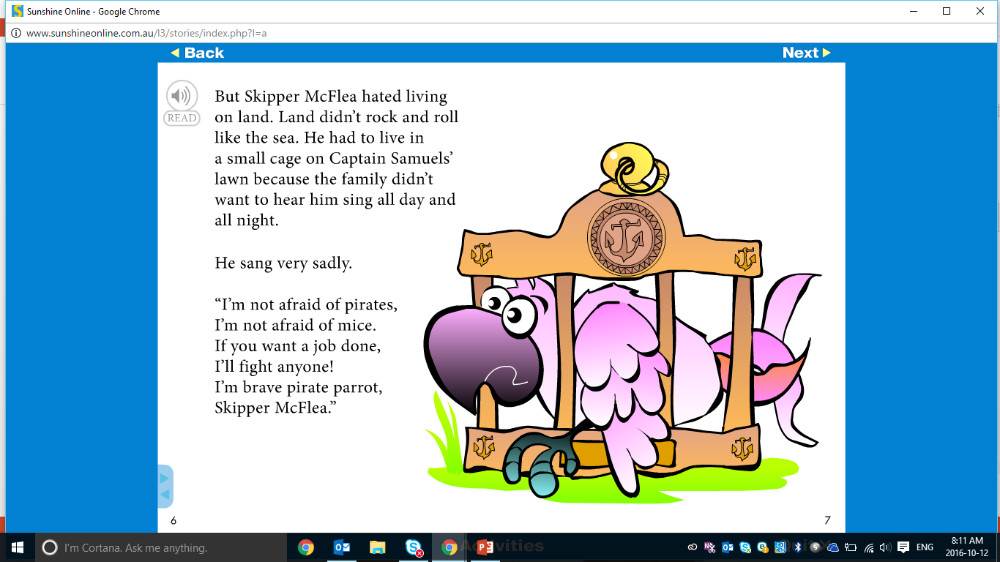 Sunshine Online - Google Chrome
www.sunshineonline.com.au/l3/stories/index.php?l=a
Back
Next
READ
But Skipper McFlea hated living
on land. Land didn’t rock and roll
like the sea. He had to live in
a small cage on Captain Samuels’
lawn because the family didn’t
want to hear him sing all day and
all night.
He sang very sadly.
“I’m not afraid of pirates,
I’m not afraid of mice.
If you want a job done,
I’ll fight anyone!
I’m brave pirate parrot,
Skipper McFlea.”
6
7
I’m Cortana. Ask me anything.
Activities
ENG
8:11 AM
2016-10-12